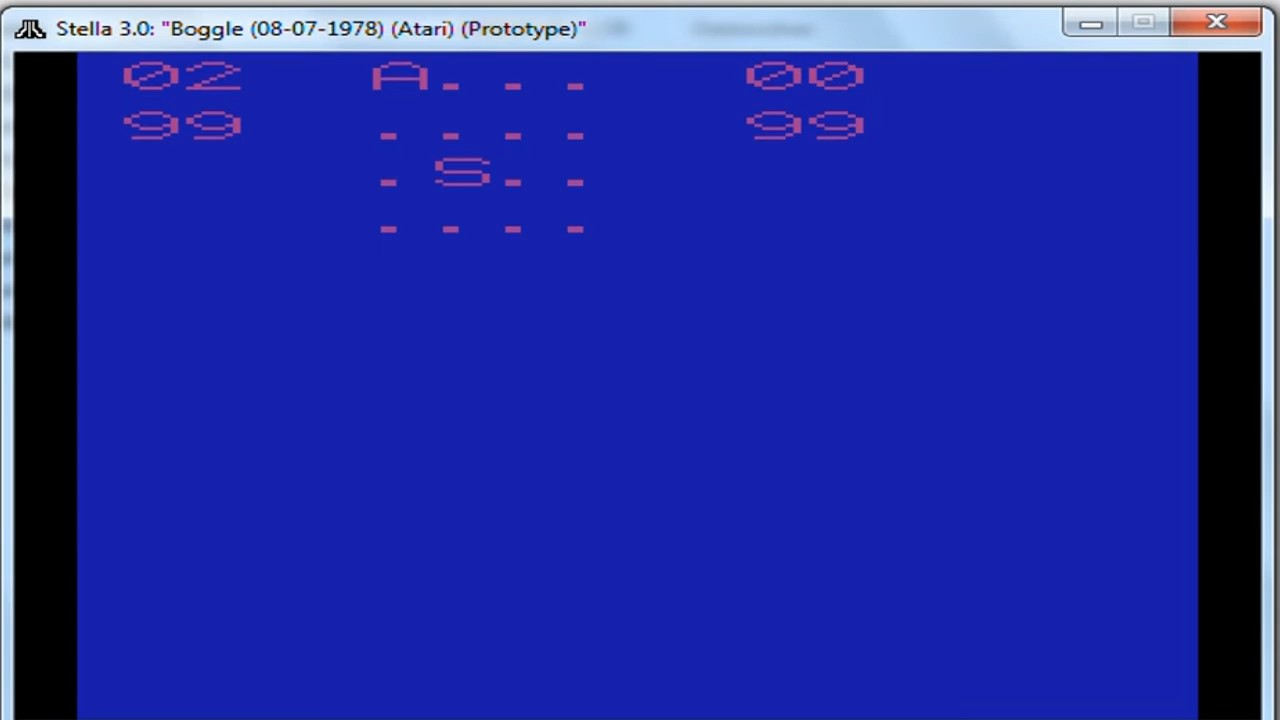 Stella 3.0: "Boggle (08-07-1978) (Atari) (Prototype)"
02 A . . . 00
99 . . . . 99
. S . .
. . . .